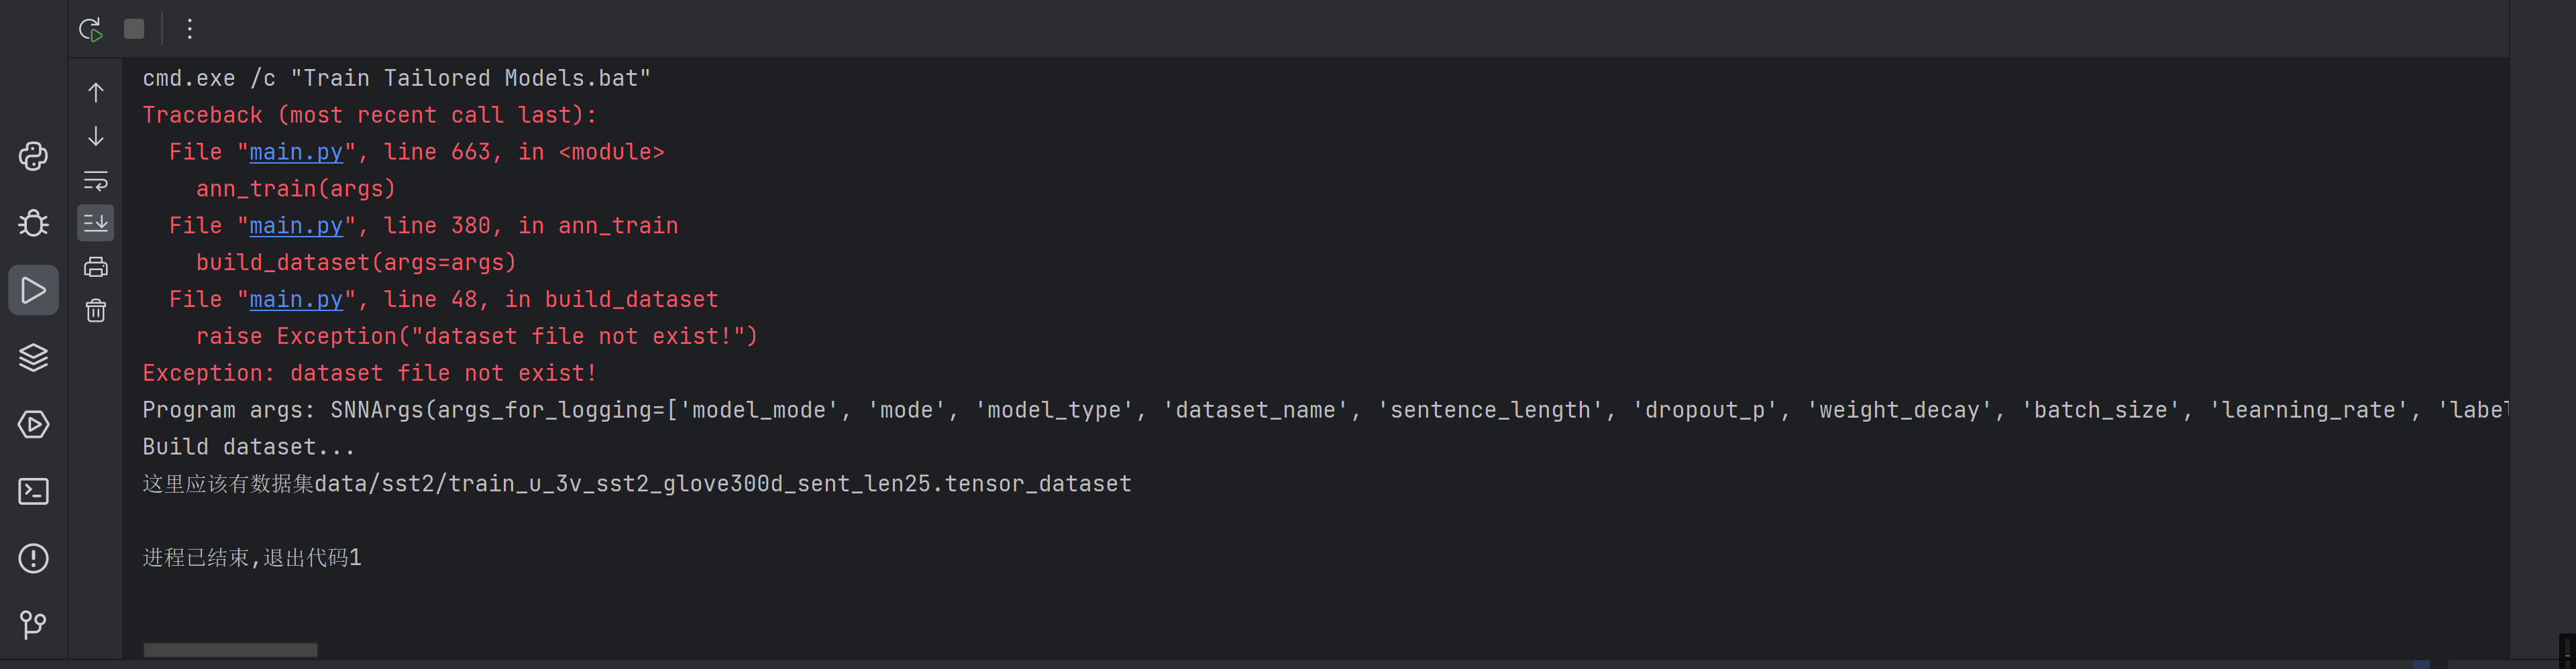 cmd.exe /c "Train Tailored Models.bat"
Traceback (most recent call last):
  File "main.py", line 663, in <module>
    ann_train(args)
  File "main.py", line 380, in ann_train
    build_dataset(args=args)
  File "main.py", line 48, in build_dataset
    raise Exception("dataset file not exist!")
Exception: dataset file not exist!
Program args: SNNArgs(args_for_logging=['model_mode', 'mode', 'model_type', 'dataset_name', 'sentence_length', 'dropout_p', 'weight_decay', 'batch_size', 'learning_rate', 'label
Build dataset...
这里应该有数据集data/sst2/train_u_3v_sst2_glove300d_sent_len25.tensor_dataset
进程已结束,退出代码1